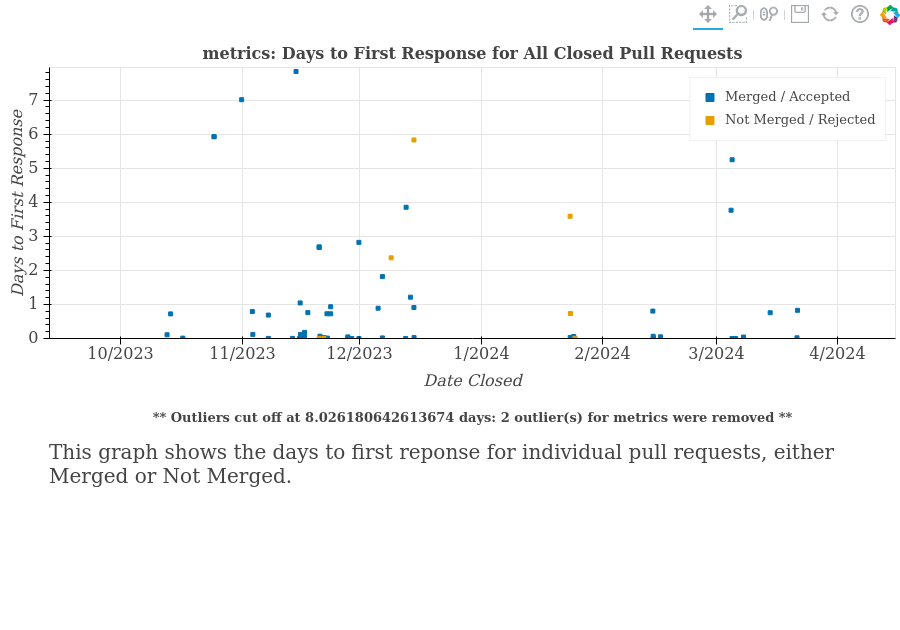 metrics: Days to First Response for All Closed Pull Requests
Days to First Response
7
6
5
4
3
2
1
0
Merged / Accepted
Not Merged / Rejected
10/2023 11/2023 12/2023 1/2024 2/2024 3/2024 4/2024
Date Closed
** Outliers cut off at 8.026180642613674 days: 2 outlier(s) for metrics were removed **
This graph shows the days to first reponse for individual pull requests, either
Merged or Not Merged.